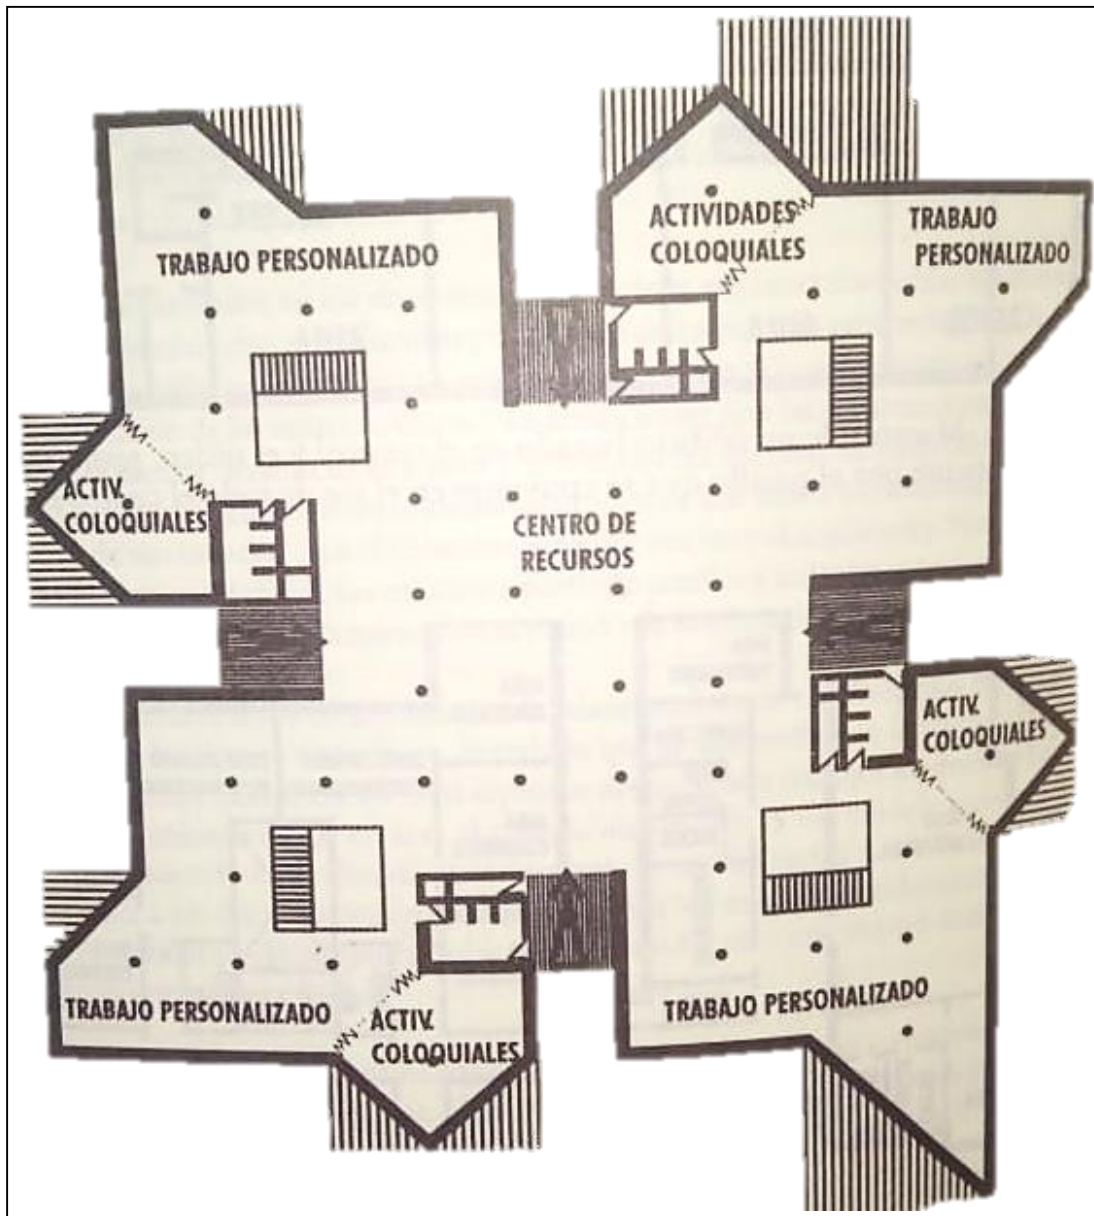 ACTIVIDADES
COLOQUIALES
TRABAJO
PERSONALIZADO
TRABAJO PERSONALIZADO
ACTIV.
COLOQUIALES
CENTRO DE
RECURSOS
ACTIV.
COLOQUIALES
TRABAJO PERSONALIZADO
TRABAJO PERSONALIZADO
ACTIV.
COLOQUIALES